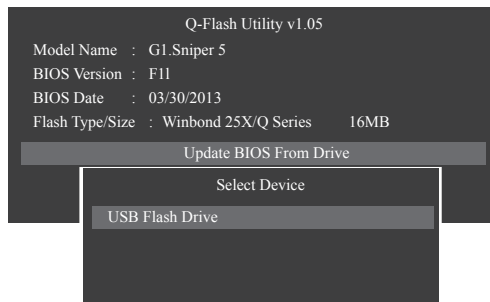 Q-Flash Utility v1.05
Model Name : G1.Sniper 5
BIOS Version : F1l
BIOS Date : 03/30/2013
Flash Type/Size : Winbond 25X/Q Series 16MB
Update BIOS From Drive
Select Device
USB Flash Drive